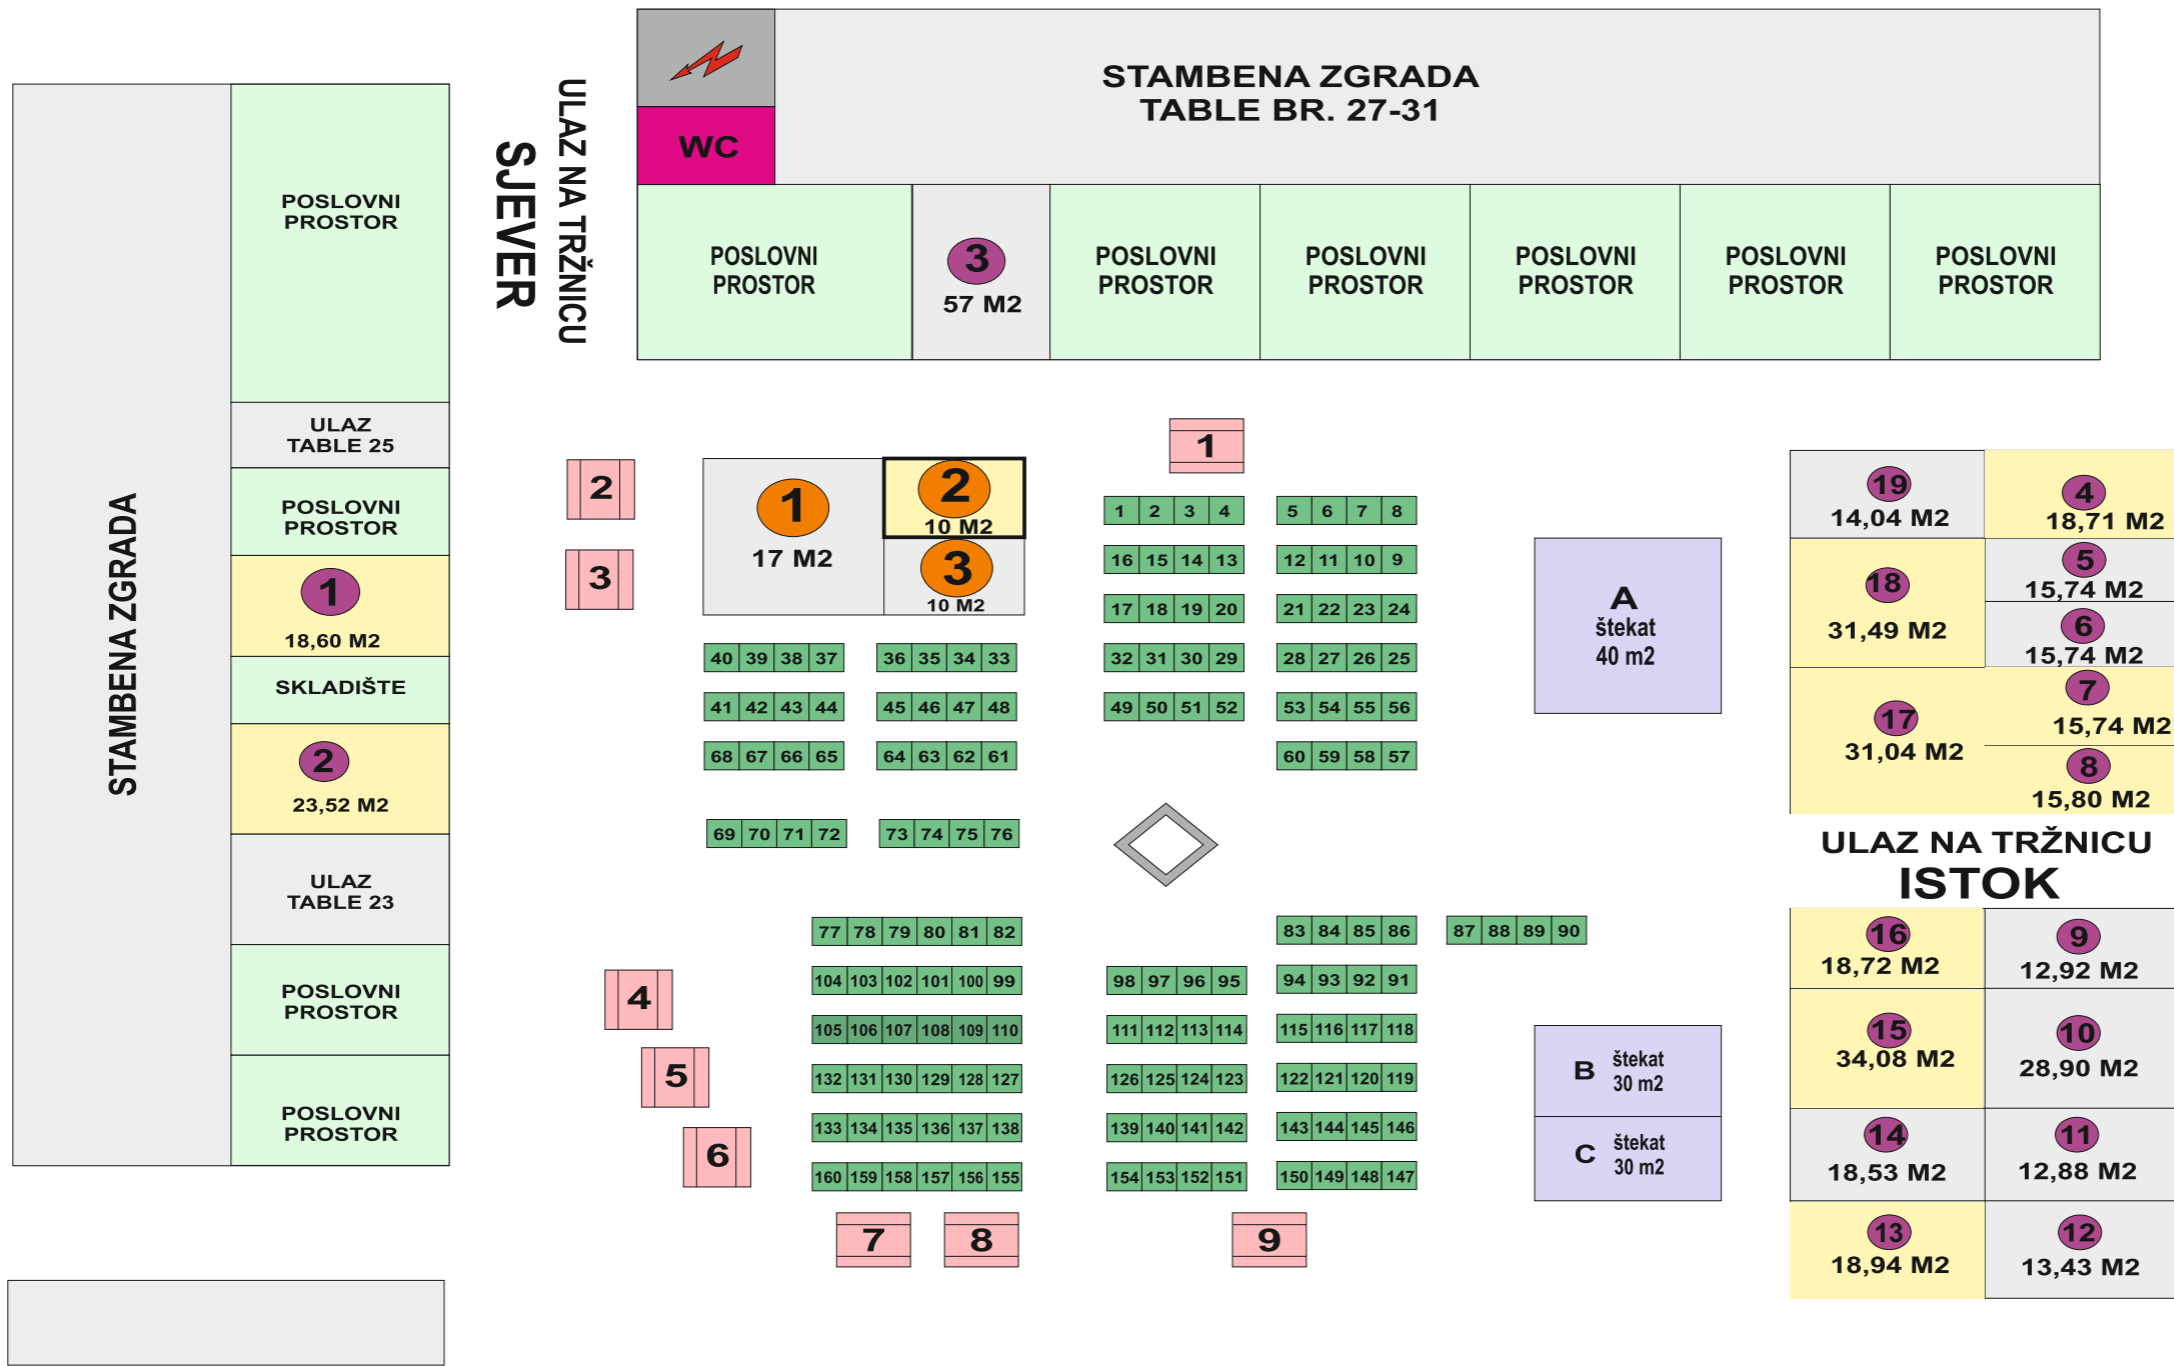 STAMBENA ZGRADA
TABLE BR. 27-31
WC
ULAZ NA TRŽNICU
SJEVER
POSLOVNI
PROSTOR
3
57 M2
POSLOVNI
PROSTOR
POSLOVNI
PROSTOR
POSLOVNI
PROSTOR
POSLOVNI
PROSTOR
POSLOVNI
PROSTOR
STAMBENA ZGRADA
POSLOVNI
PROSTOR
ULAZ
TABLE 25
POSLOVNI
PROSTOR
1
18,60 M2
SKLADIŠTE
2
23,52 M2
ULAZ
TABLE 23
POSLOVNI
PROSTOR
POSLOVNI
PROSTOR
2
3
1
17 M2
2
10 M2
3
10 M2
1
1 2 3 4 5 6 7 8
16 15 14 13 12 11 10 9
17 18 19 20 21 22 23 24
32 31 30 29 28 27 26 25
49 50 51 52 53 54 55 56
60 59 58 57
40 39 38 37 36 35 34 33
41 42 43 44 45 46 47 48
68 67 66 65 64 63 62 61
69 70 71 72 73 74 75 76
77 78 79 80 81 82
104 103 102 101 100 99
105 106 107 108 109 110
132 131 130 129 128 127
133 134 135 136 137 138
160 159 158 157 156 155
83 84 85 86 87 88 89 90
98 97 96 95 94 93 92 91
111 112 113 114 115 116 117 118
126 125 124 123 122 121 120 119
139 140 141 142 143 144 145 146
154 153 152 151 150 149 148 147
4
5
6
7
8
9
A
štekat
40 m2
B štekat
30 m2
C štekat
30 m2
19
14,04 M2
4
18,71 M2
18
31,49 M2
5
15,74 M2
6
15,74 M2
17
31,04 M2
7
15,74 M2
8
15,80 M2
ULAZ NA TRŽNICU
ISTOK
16
18,72 M2
9
12,92 M2
15
34,08 M2
10
28,90 M2
14
18,53 M2
11
12,88 M2
13
18,94 M2
12
13,43 M2